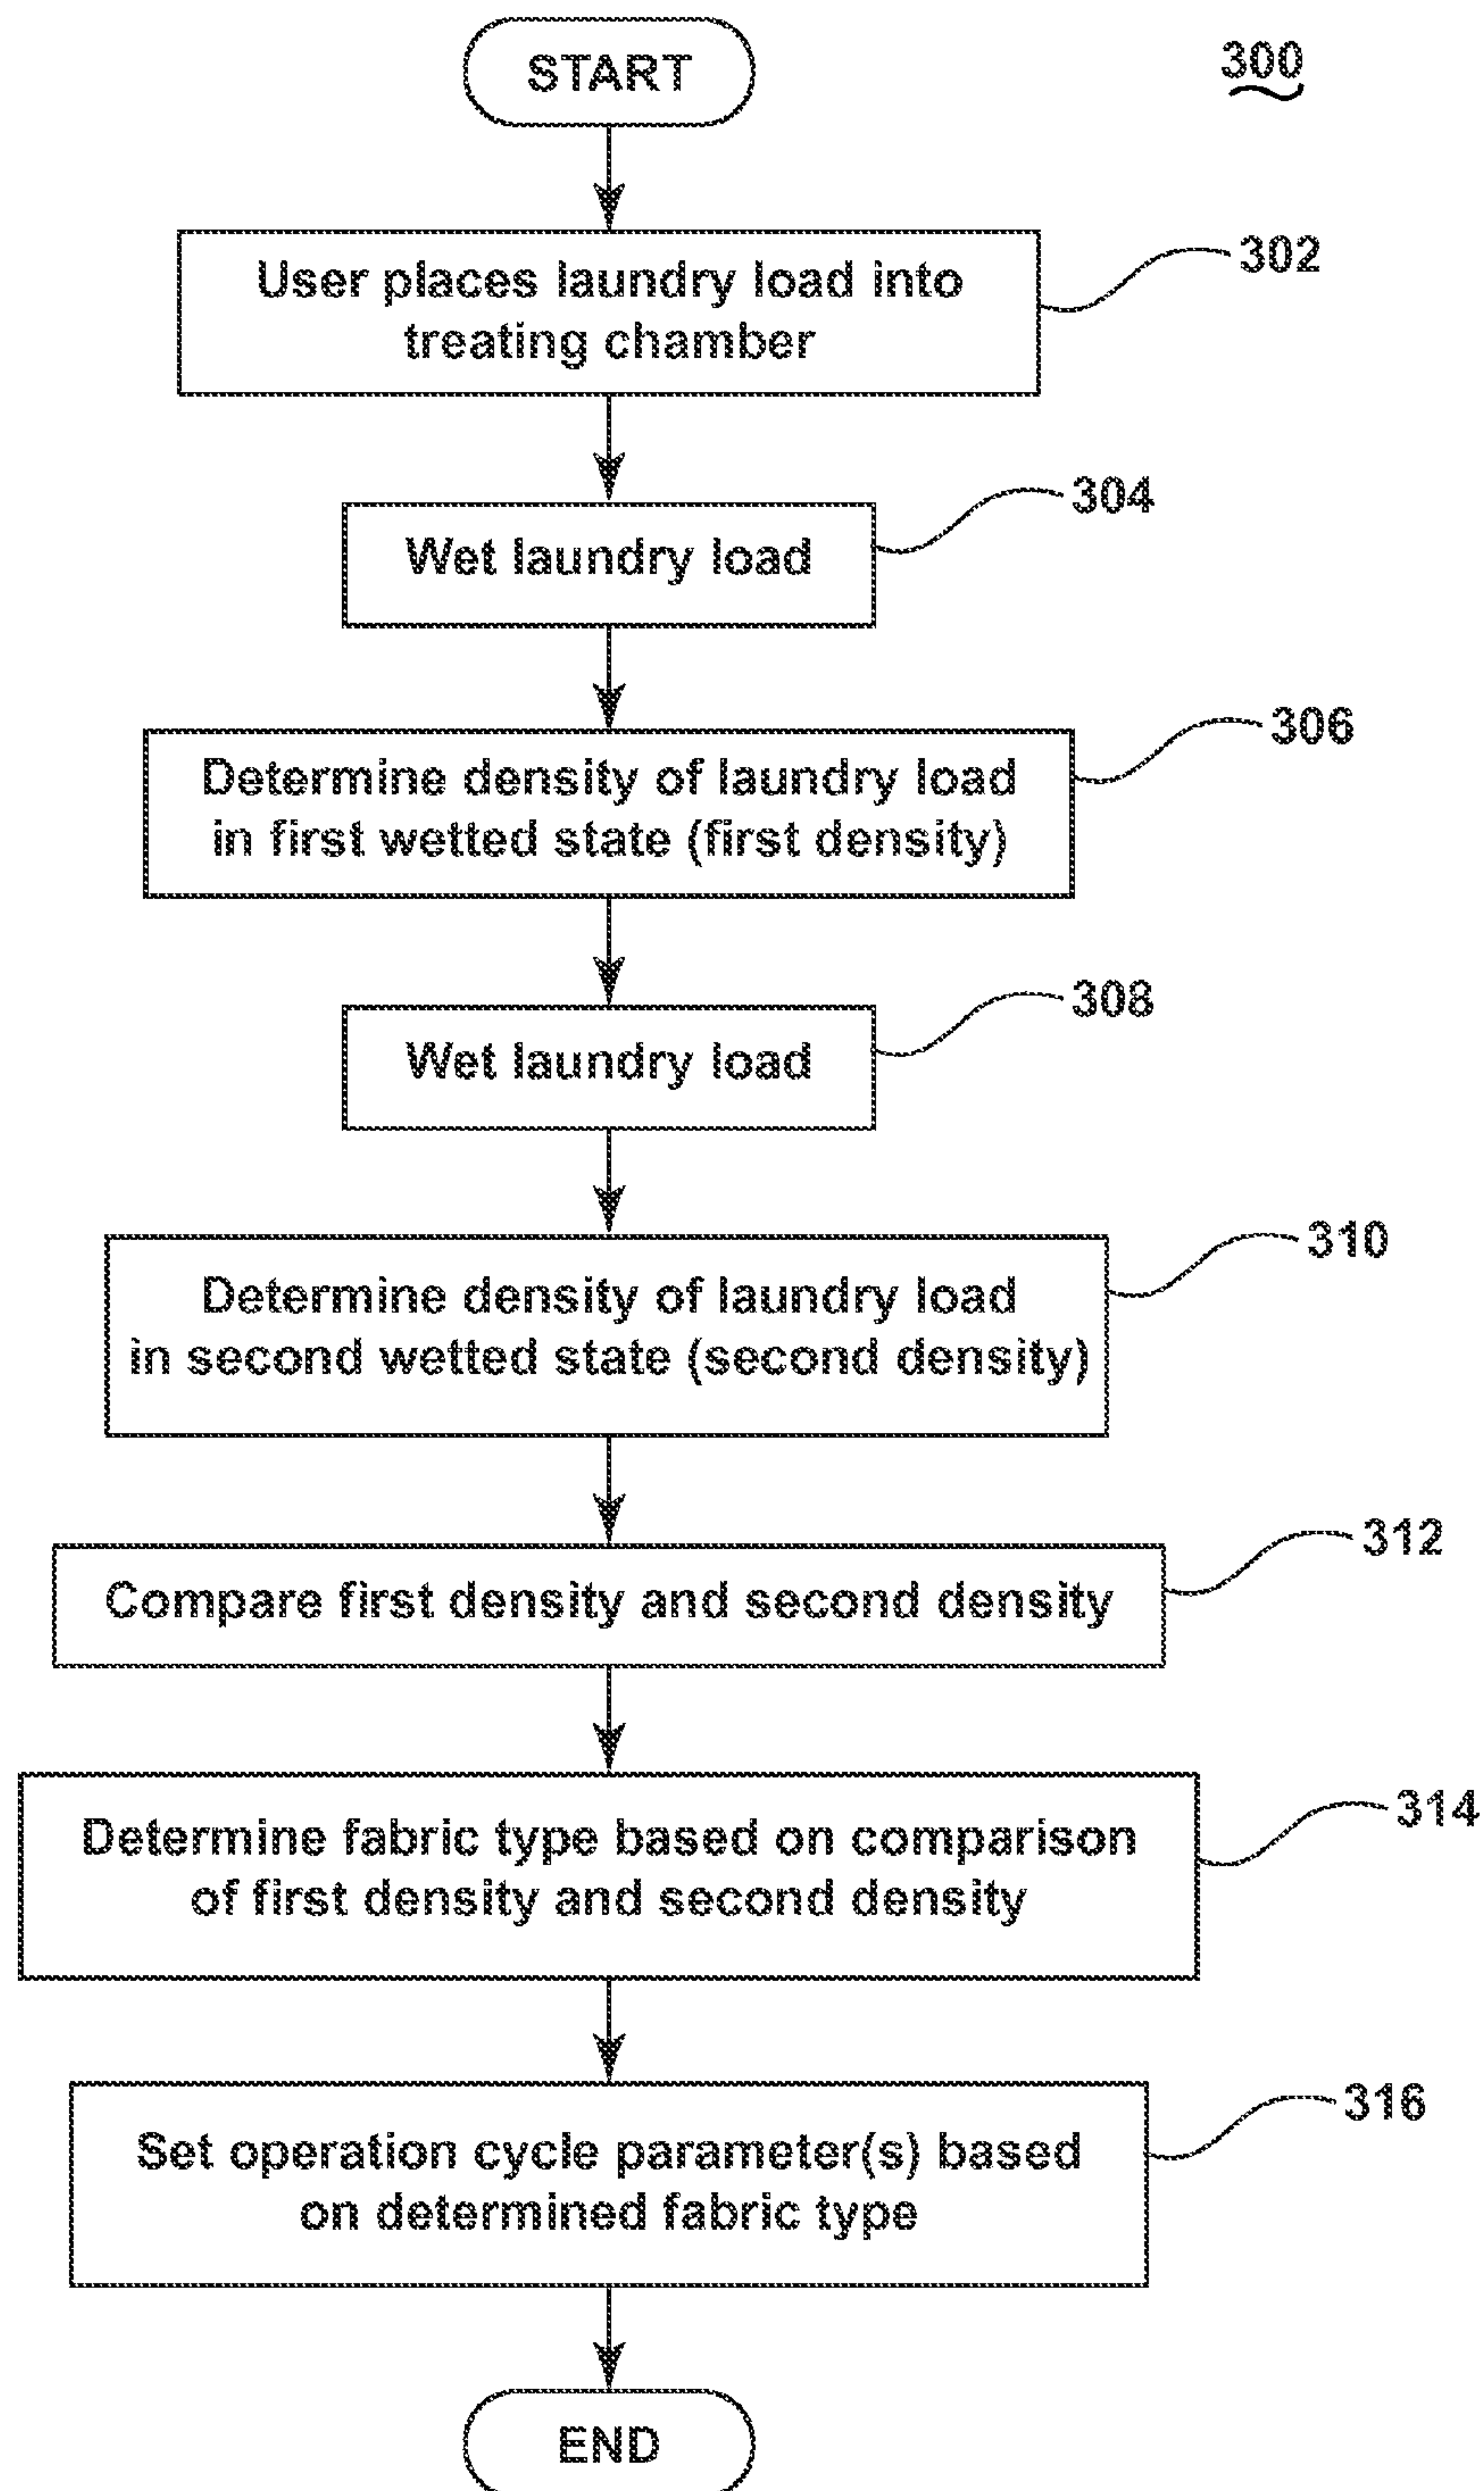 START
300
User places laundry load into
treating chamber
302
Wet laundry load
304
Determine density of laundry load
in first wetted state (first density)
306
Wet laundry load
308
Determine density of laundry load
in second wetted state (second density)
310
Compare first density and second density
312
Determine fabric type based on comparison
of first density and second density
314
Set operation cycle parameter(s) based
on determined fabric type
316
END